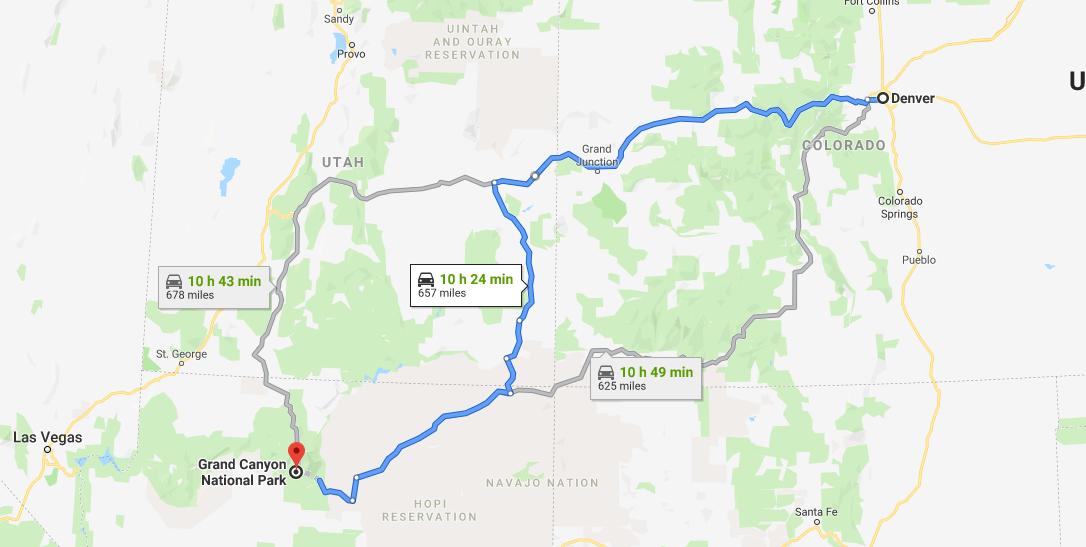 Fort Collins
Sandy
UINTAH
AND OURAY
RESERVATION
Provo
U
Denver
COLORADO
Grand
Junction
UTAH
Colorado
Springs
Pueblo
10 h 43 min
678 miles
10 h 24 min
657 miles
St. George
10 h 49 min
625 miles
Las Vegas
Grand Canyon
National Park
NAVAJO NATION
HOPI
RESERVATION
Santa Fe